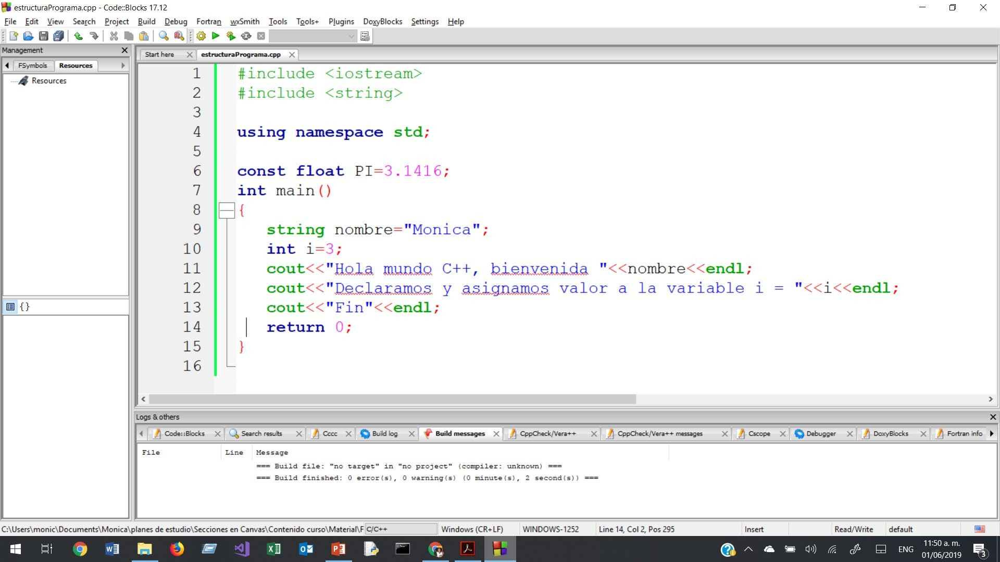 estructuraPrograma.cpp - Code::Blocks 17.12
File Edit View Search Project Build Debug Fortran wxSmith Tools Tools+ Plugins DoxyBlocks Settings Help
Management
FSymbols Resources
Resources
{}
Start here estructuraPrograma.cpp
1 #include <iostream>
2 #include <string>
3
4 using namespace std;
5
6 const float PI=3.1416;
7 int main()
8 {
9 string nombre="Monica";
10 int i=3;
11 cout<<"Hola mundo C++, bienvenida "<<nombre<<endl;
12 cout<<"Declaramos y asignamos valor a la variable i = "<<i<<endl;
13 cout<<"Fin"<<endl;
14 return 0;
15 }
16
Logs & others
Code::Blocks Search results Cccc Build log Build messages CppCheck/Vera++ CppCheck/Vera++ messages Cscope Debugger DoxyBlocks Fortran info
File Line Message
=== Build file: "no target" in "no project" (compiler: unknown) ===
=== Build finished: 0 error(s), 0 warning(s) (0 minute(s), 2 second(s)) ===
C:\Users\monic\Documents\Monica\planes de estudio\Secciones en Canvas\Contenido curso\Material\F C/C++ Windows (CR+LF) WINDOWS-1252 Line 14, Col 2, Pos 295 Insert Read/Write default
ENG 11:50 a. m.
01/06/2019
3